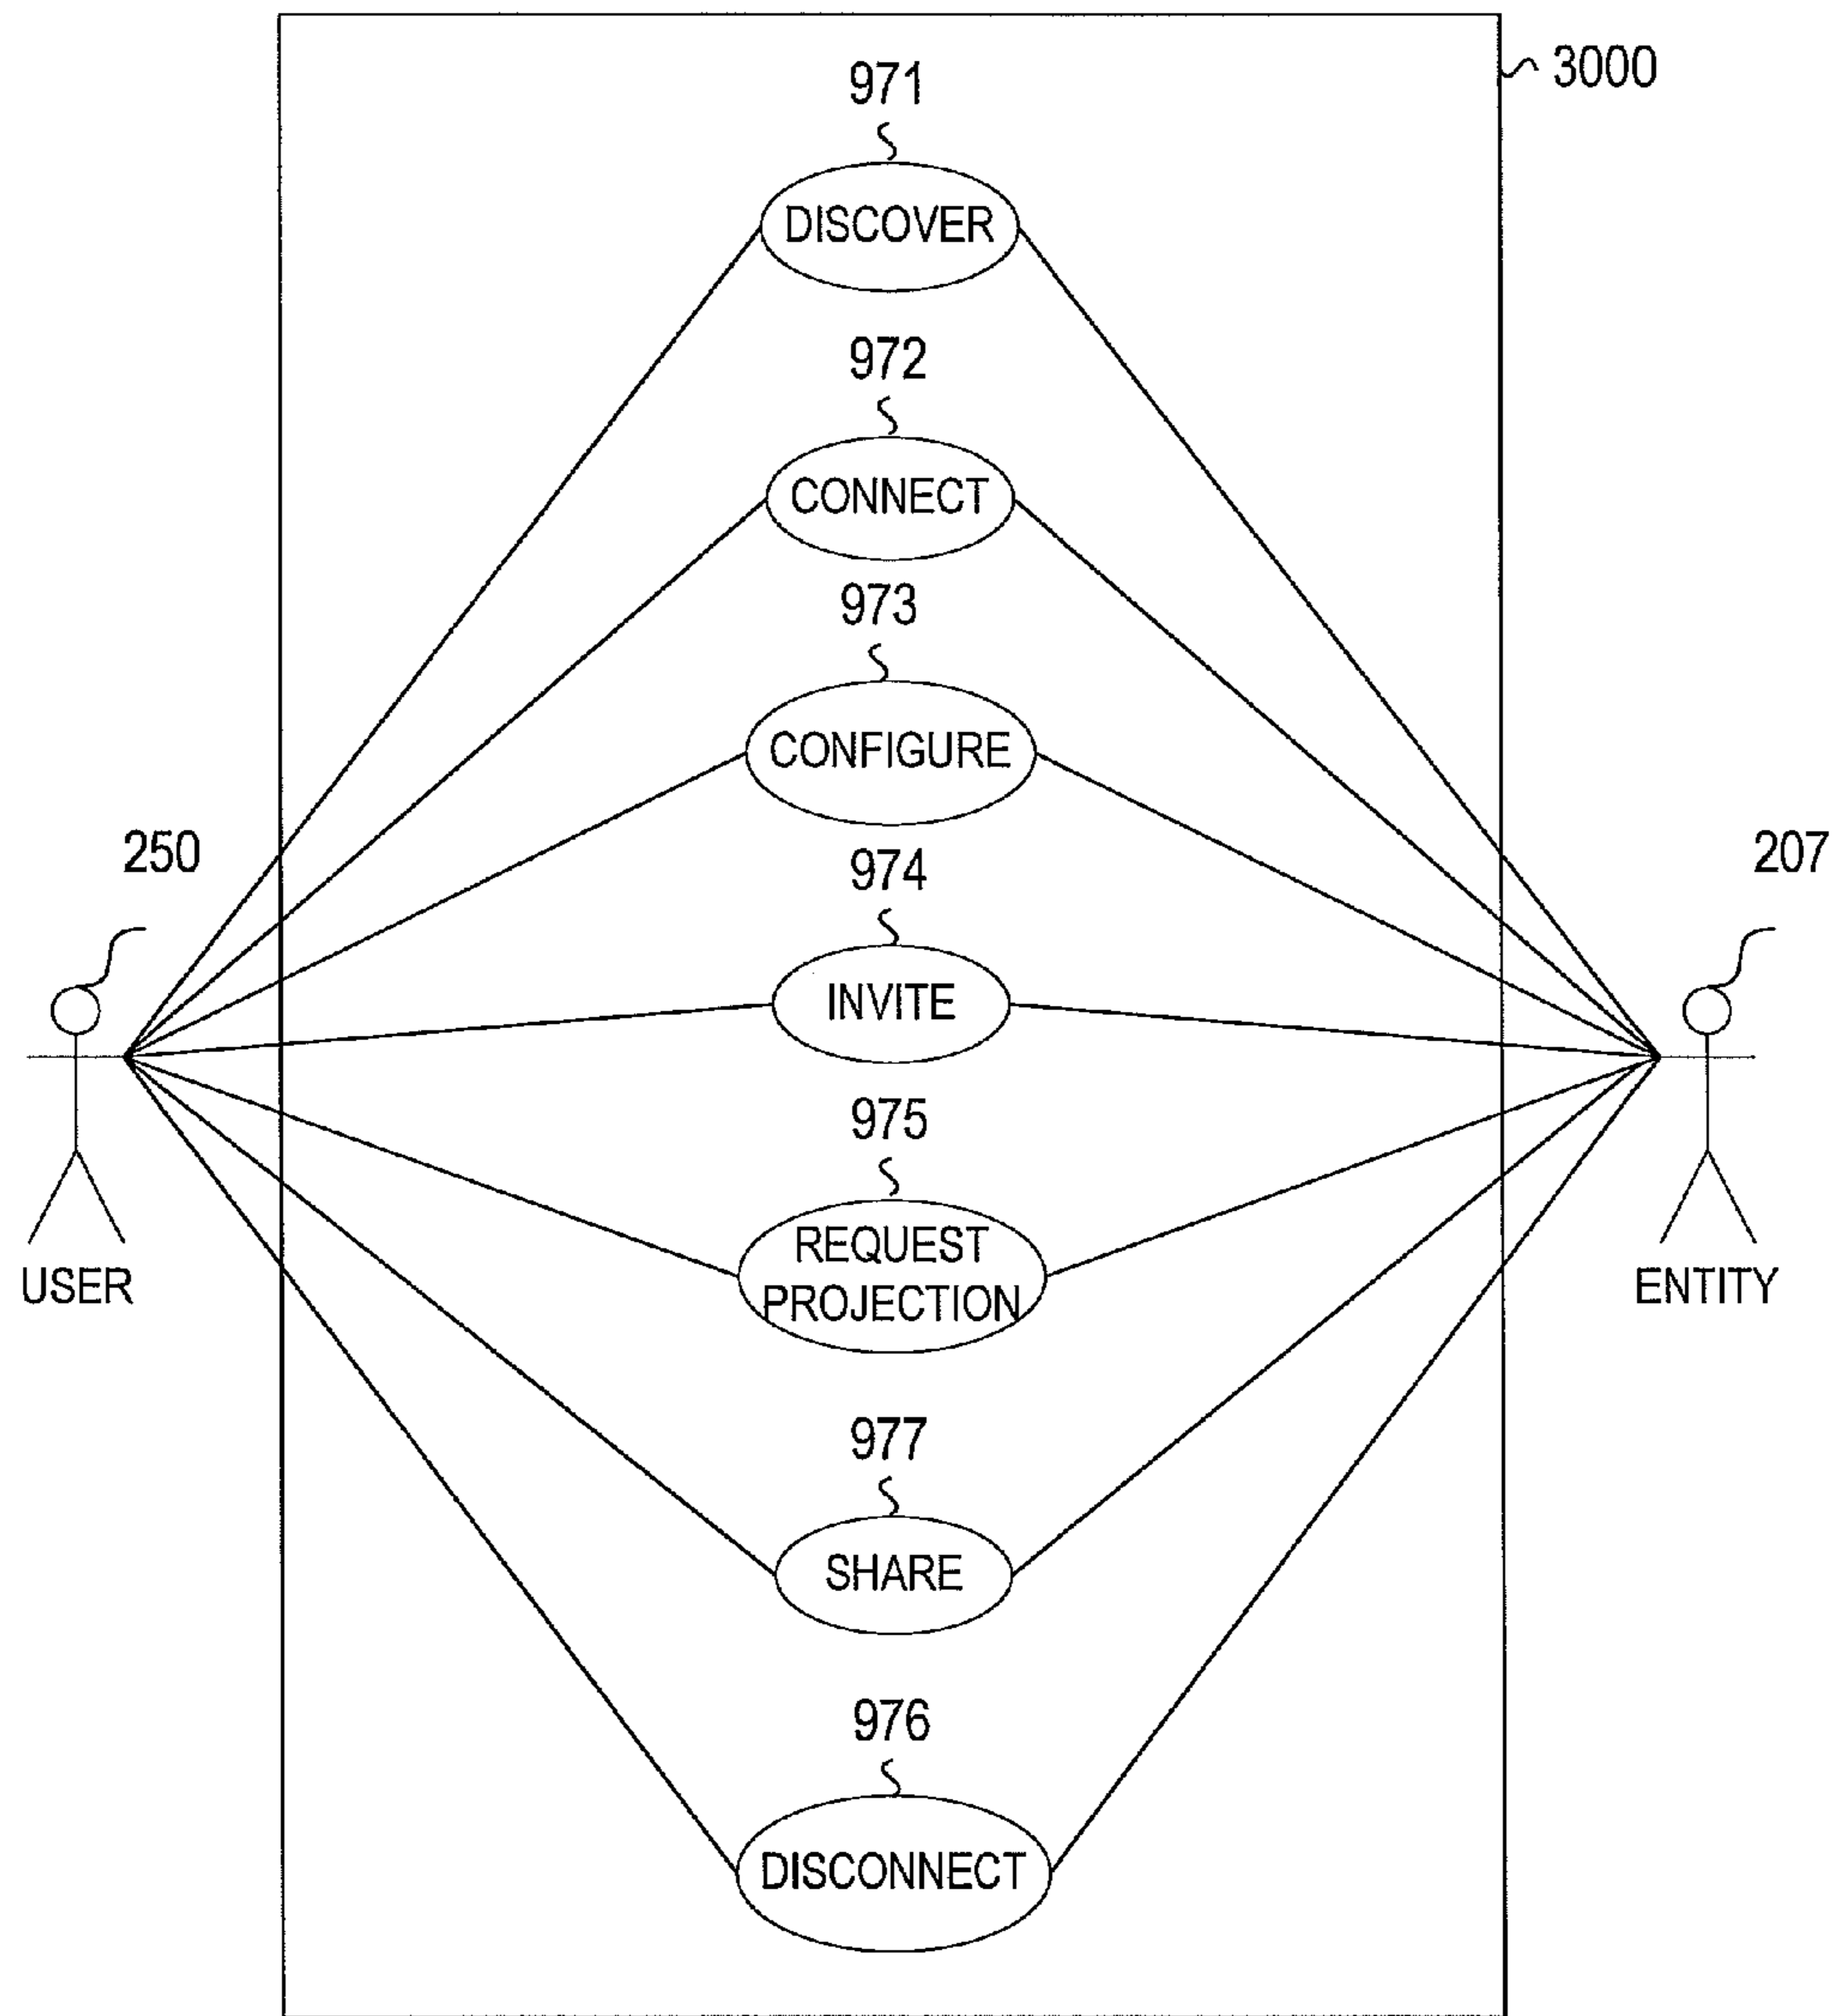 3000
971
DISCOVER
972
CONNECT
973
CONFIGURE
250
974
207
INVITE
975
REQUEST
PROJECTION
USER
ENTITY
977
SHARE
976
DISCONNECT